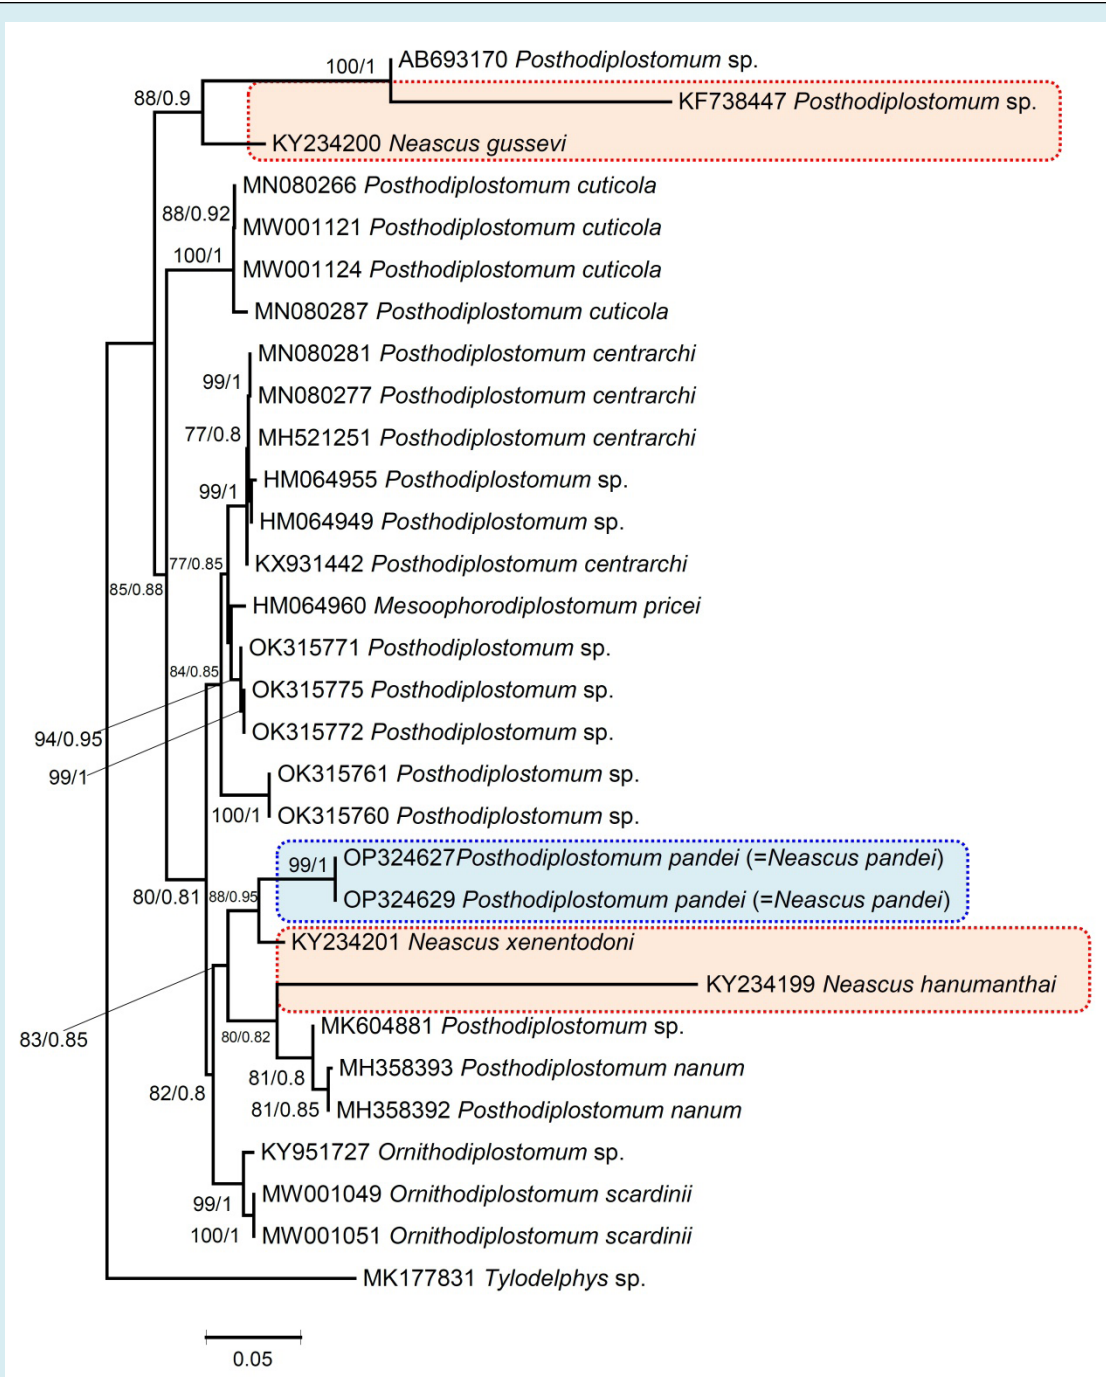 AB693170 Posthodiplostomum sp.
100/1
KF738447 Posthodiplostomum sp.
88/0.9
KY234200 Neascus gussevi
MN080266 Posthodiplostomum cuticola
88/0.92
MW001121 Posthodiplostomum cuticola
100/1
MW001124 Posthodiplostomum cuticola
MN080287 Posthodiplostomum cuticola
MN080281 Posthodiplostomum centrarchi
99/1
MN080277 Posthodiplostomum centrarchi
77/0.8
MH521251 Posthodiplostomum centrarchi
HM064955 Posthodiplostomum sp.
99/1
HM064949 Posthodiplostomum sp.
77/0.85
KX931442 Posthodiplostomum centrarchi
85/0.88
HM064960 Mesoophorodiplostomum pricei
OK315771 Posthodiplostomum sp.
84/0.85
OK315775 Posthodiplostomum sp.
94/0.95
OK315772 Posthodiplostomum sp.
99/1
OK315761 Posthodiplostomum sp.
100/1
OK315760 Posthodiplostomum sp.
99/1
OP324627Posthodiplostomum pandei (=Neascus pandei)
80/0.81
88/0.95
OP324629 Posthodiplostomum pandei (=Neascus pandei)
KY234201 Neascus xenentodoni
KY234199 Neascus hanumanthai
83/0.85
80/0.82
MK604881 Posthodiplostomum sp.
81/0.8
MH358393 Posthodiplostomum nanum
82/0.8
81/0.85
MH358392 Posthodiplostomum nanum
KY951727 Ornithodiplostomum sp.
99/1
MW001049 Ornithodiplostomum scardinii
100/1
MW001051 Ornithodiplostomum scardinii
MK177831 Tylodelphys sp.
0.05